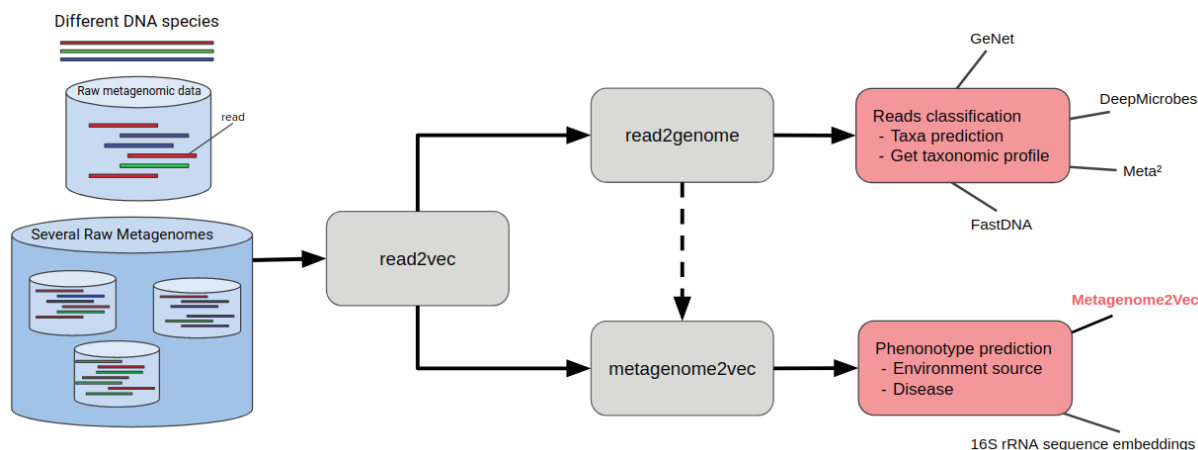 Different DNA species
Raw metagenomic data
read
Several Raw Metagenomes
read2vec
read2genome
metagenome2vec
GeNet
Reads classification
- Taxa prediction
- Get taxonomic profile
DeepMicrobes
Meta²
FastDNA
Metagenome2Vec
Phenonotype prediction
- Environment source
- Disease
16S rRNA sequence embeddings